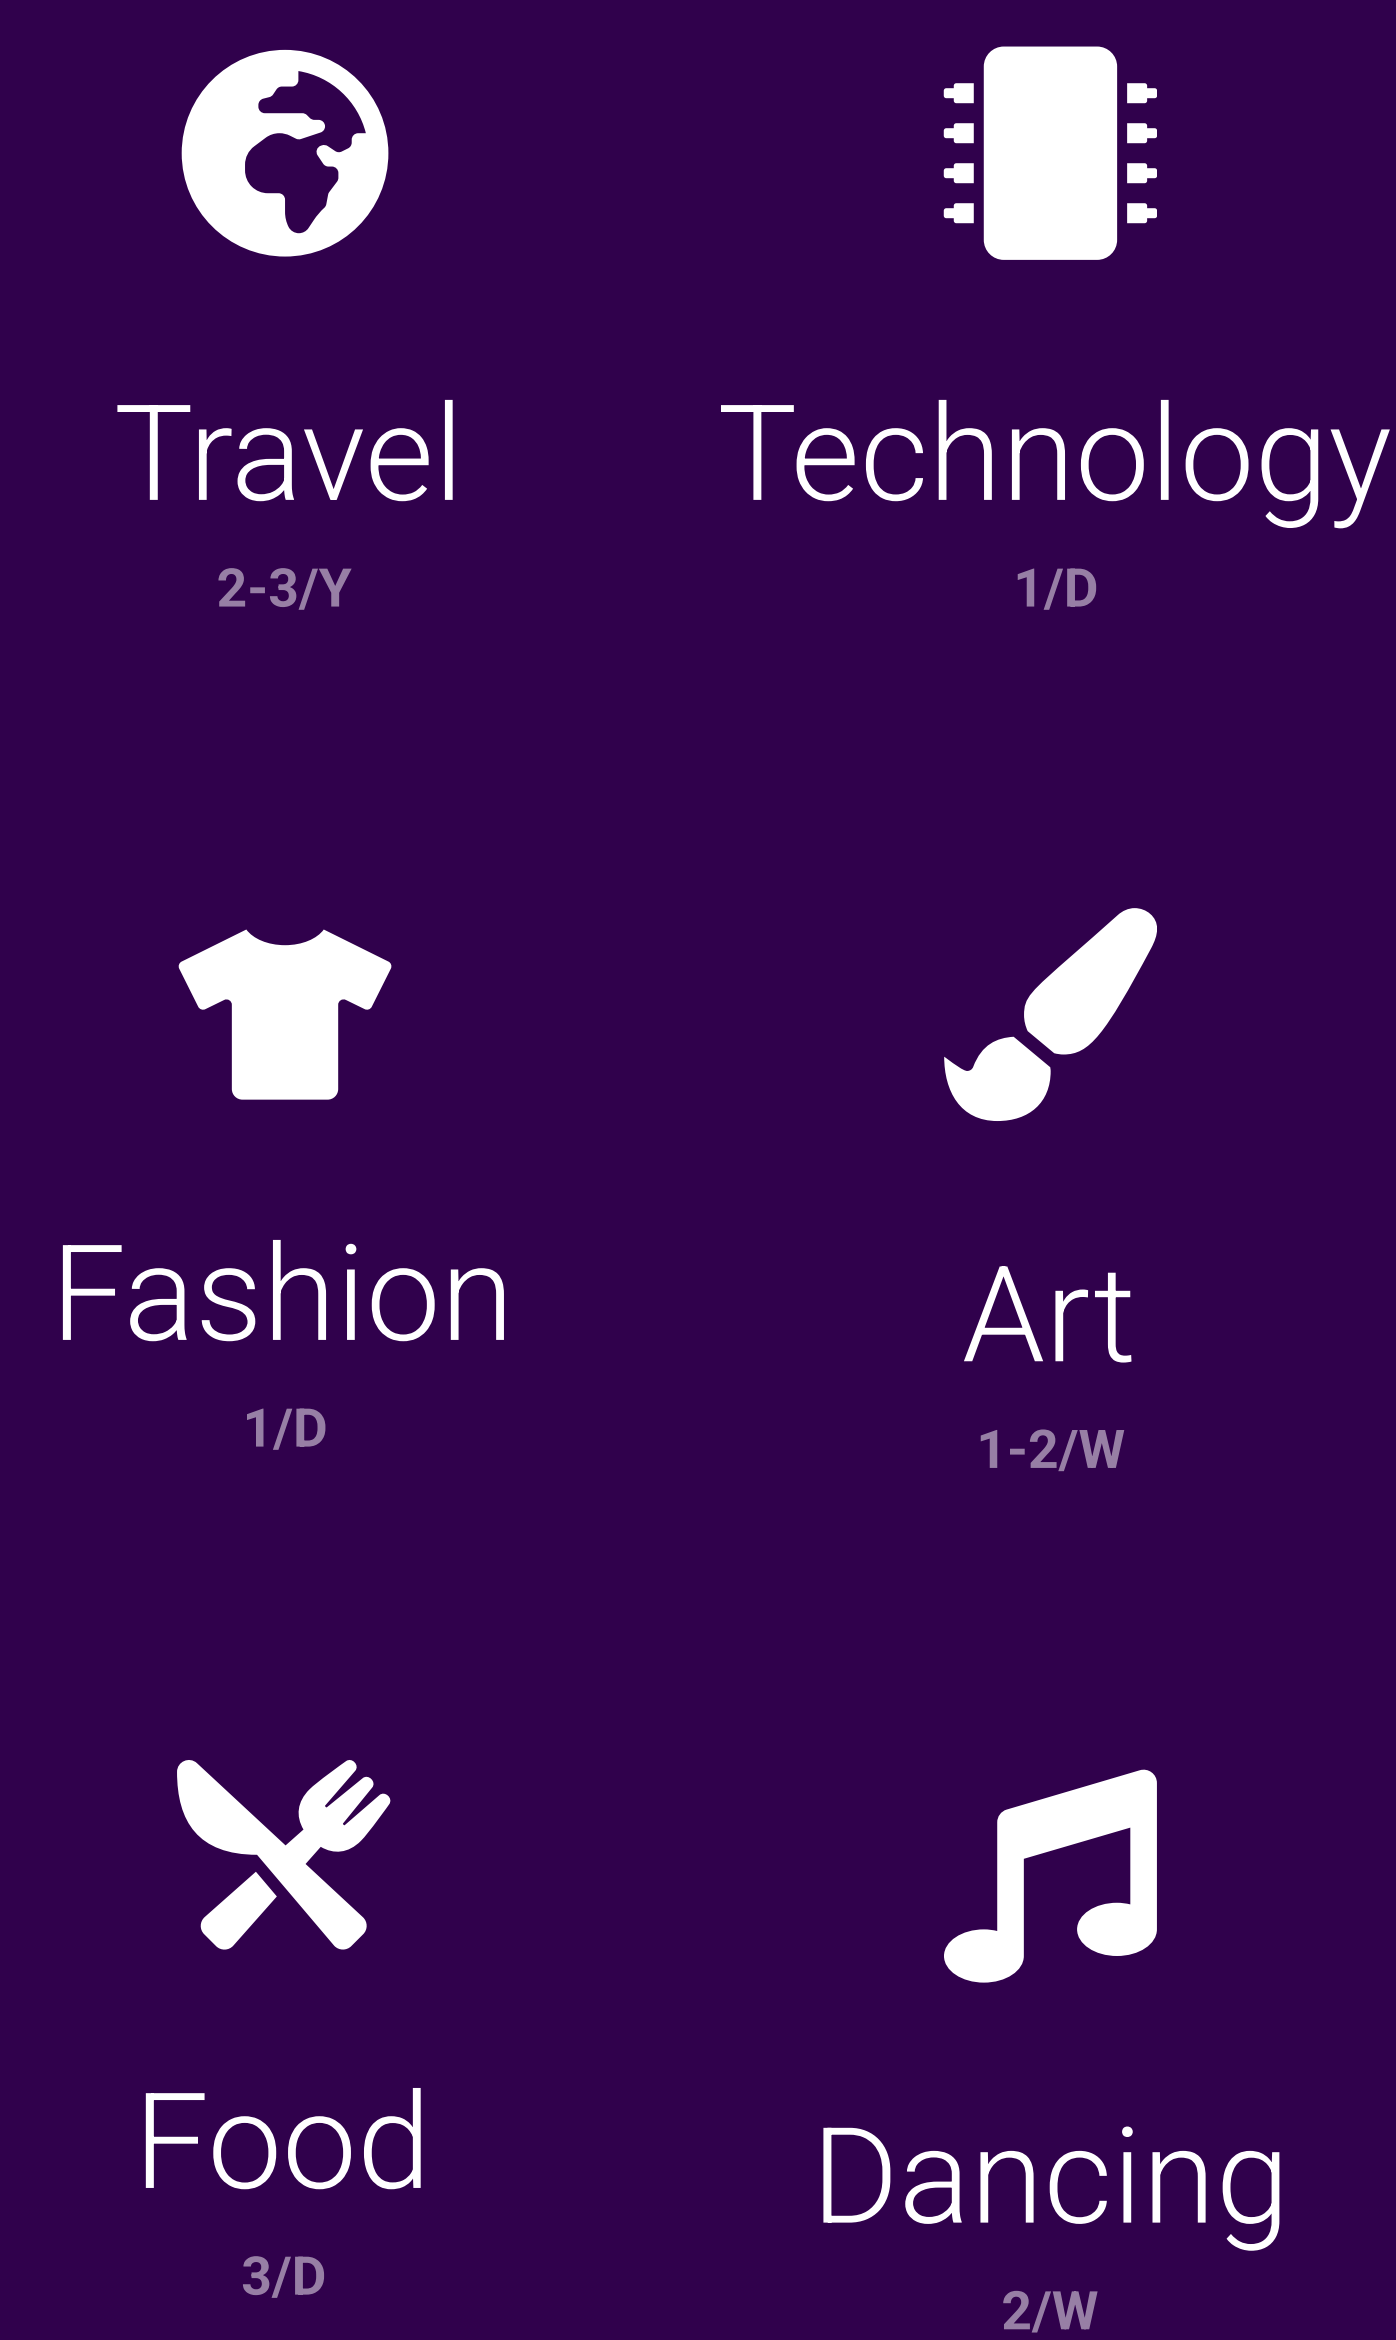 Travel
2-3/Y
Technology
1/D
Fashion
1/D
Art
1-2/W
Food
3/D
Dancing
2/W